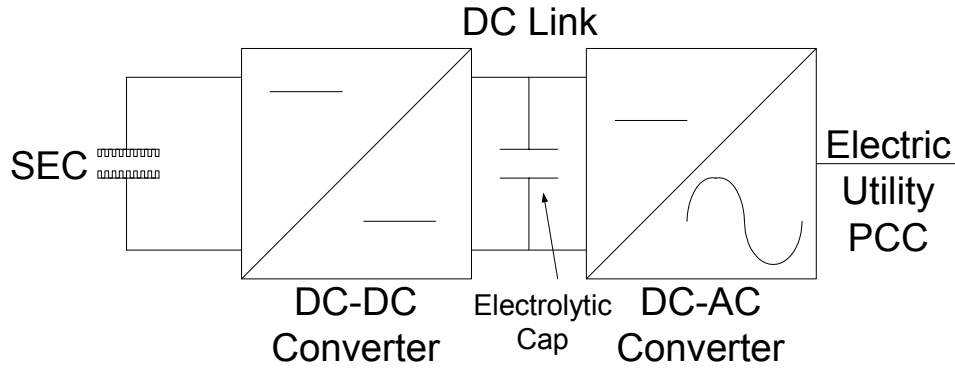 DC Link
SEC
Electric
Utility
PCC
DC-DC
Converter
Electrolytic
Cap
DC-AC
Converter